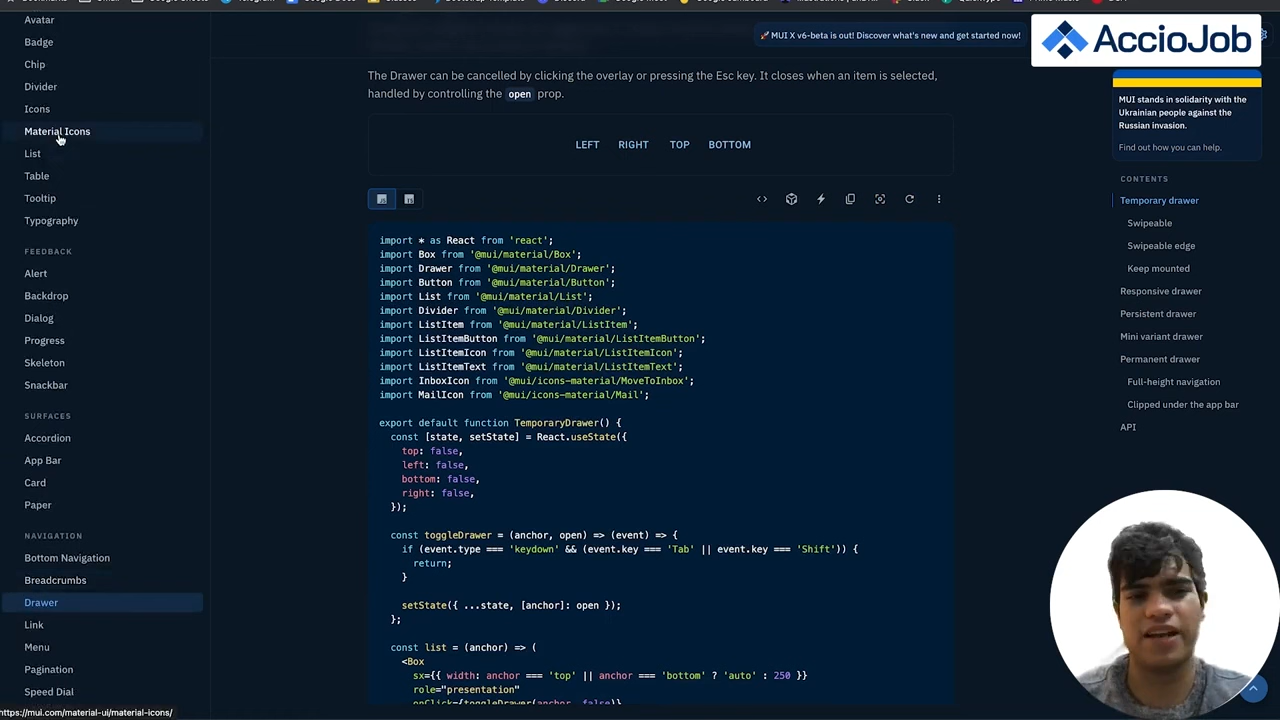 Avatar
Badge
Chip
Divider
Icons
Material Icons
List
Table
Tooltip
Typography
FEEDBACK
Alert
Backdrop
Dialog
Progress
Skeleton
Snackbar
SURFACES
Accordion
App Bar
Card
Paper
NAVIGATION
Bottom Navigation
Breadcrumbs
Drawer
Link
Menu
Pagination
Speed Dial
https://mui.com/material-ui/material-icons/
🚀 MUI X v6-beta is out! Discover what's new and get started now!
AccioJob
The Drawer can be cancelled by clicking the overlay or pressing the Esc key. It closes when an item is selected,
handled by controlling the open prop.
LEFT RIGHT TOP BOTTOM
import * as React from 'react';
import Box from '@mui/material/Box';
import Drawer from '@mui/material/Drawer';
import Button from '@mui/material/Button';
import List from '@mui/material/List';
import Divider from '@mui/material/Divider';
import ListItem from '@mui/material/ListItem';
import ListItemButton from '@mui/material/ListItemButton';
import ListItemIcon from '@mui/material/ListItemIcon';
import ListItemText from '@mui/material/ListItemText';
import InboxIcon from '@mui/icons-material/MoveToInbox';
import MailIcon from '@mui/icons-material/Mail';
export default function TemporaryDrawer() {
const [state, setState] = React.useState({
top: false,
left: false,
bottom: false,
right: false,
});
const toggleDrawer = (anchor, open) => (event) => {
if (event.type === 'keydown' && (event.key === 'Tab' || event.key === 'Shift')) {
return;
}
setState({ ...state, [anchor]: open });
};
const list = (anchor) => (
<Box
sx={{ width: anchor === 'top' || anchor === 'bottom' ? 'auto' : 250 }}
role="presentation"
onClick={toggleDrawer(anchor, false)}
MUI stands in solidarity with the
Ukrainian people against the
Russian invasion.
Find out how you can help.
CONTENTS
Temporary drawer
Swipeable
Swipeable edge
Keep mounted
Responsive drawer
Persistent drawer
Mini variant drawer
Permanent drawer
Full-height navigation
Clipped under the app bar
API